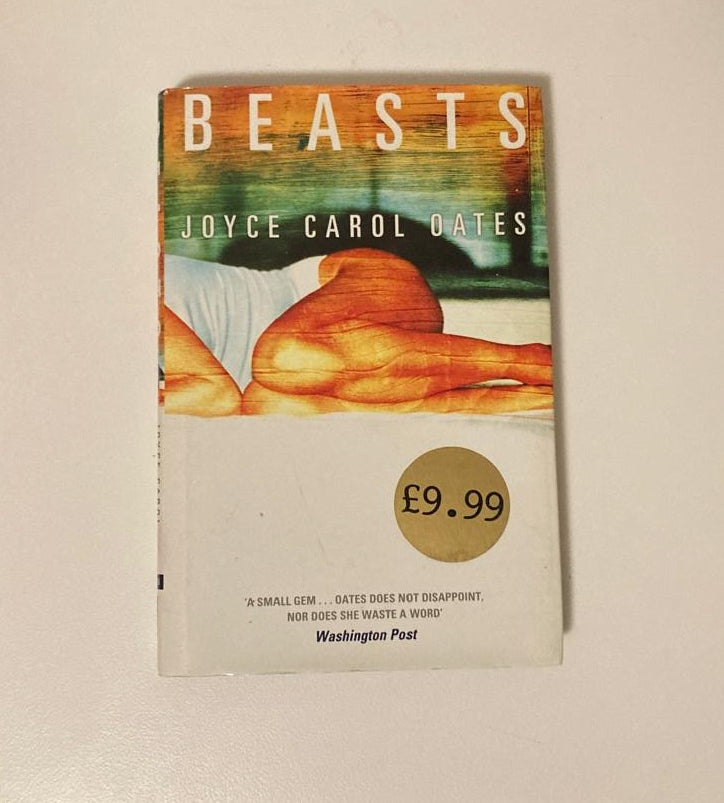 BEASTS
JOYCE CAROL OATES
£9.99
'A SMALL GEM . . . OATES DOES NOT DISAPPOINT,
NOR DOES SHE WASTE A WORD'
Washington Post